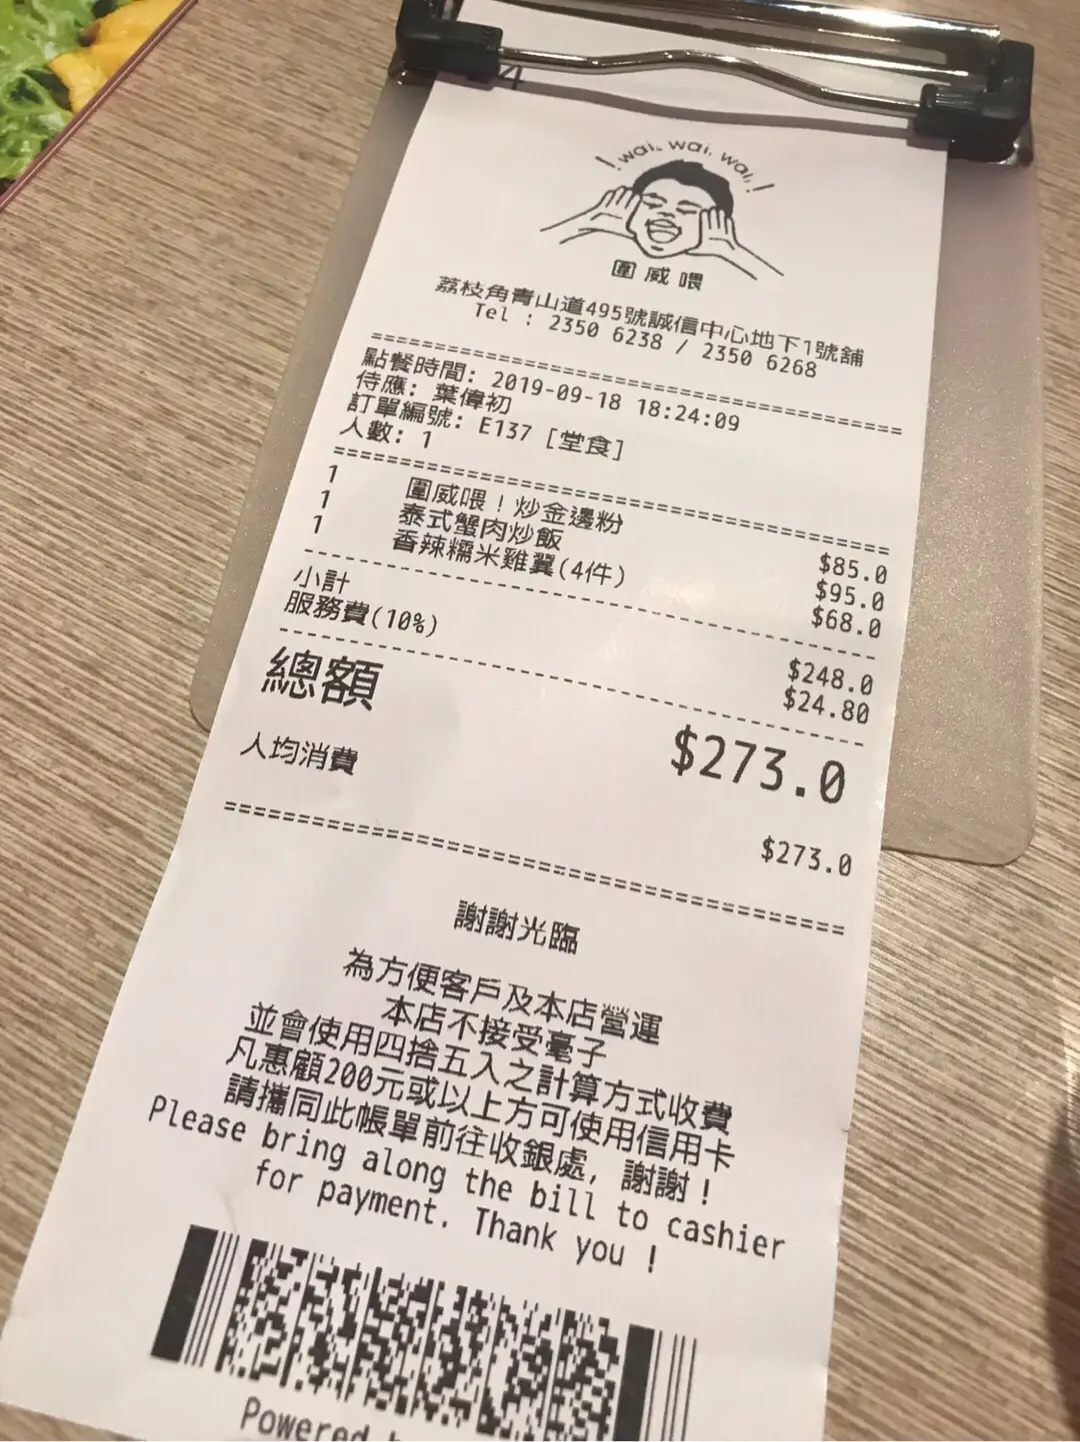 4
! wai, wai, wai, !
圍威喂
荔枝角青山道495號誠信中心地下1號舖
Tel : 2350 6238 / 2350 6268
點餐時間: 2019-09-18 18:24:09
侍應: 葉偉初
訂單編號: E137 [堂食]
人數: 1
1 圍威喂！炒金邊粉 $85.0
1 泰式蟹肉炒飯 $95.0
1 香辣糯米雞翼(4件) $68.0
小計 $248.0
服務費(10%) $24.80
總額 $273.0
人均消費 $273.0
謝謝光臨
為方便客戶及本店營運
本店不接受毫子
並會使用四捨五入之計算方式收費
凡惠顧200元或以上方可使用信用卡
請攜同此帳單前往收銀處, 謝謝！
Please bring along the bill to cashier
for payment. Thank you !
Powered